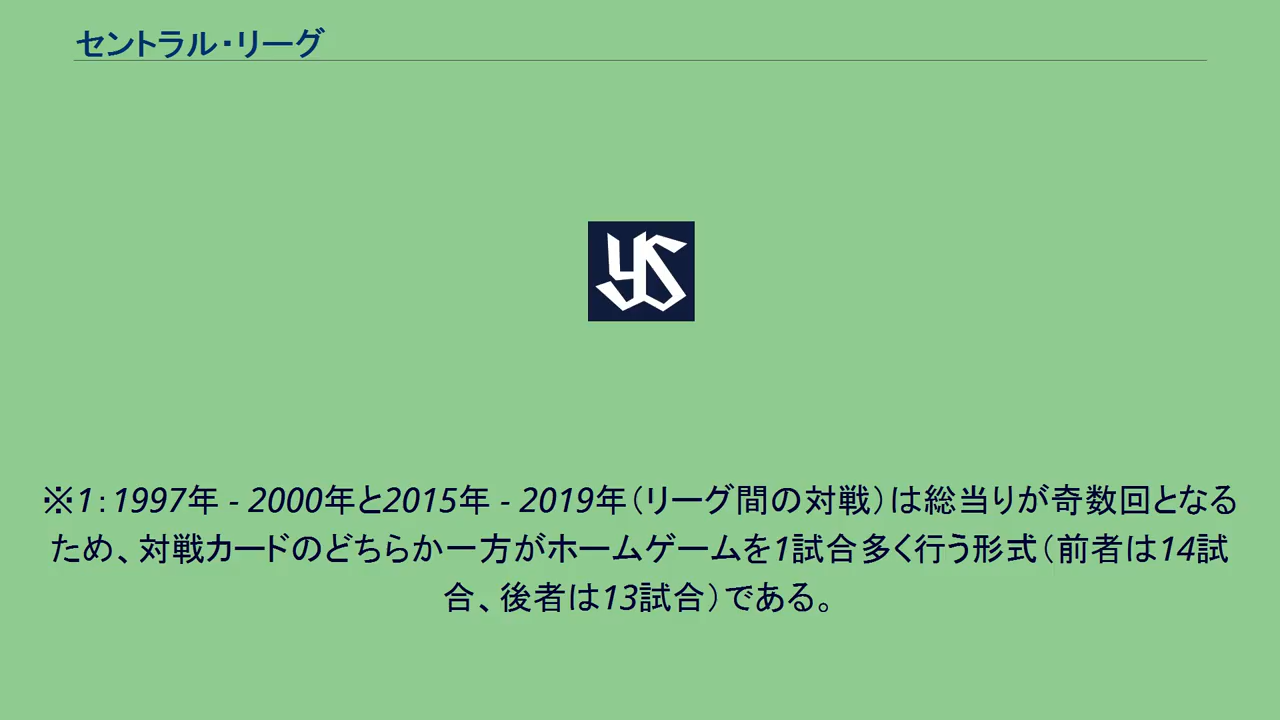 セントラル・リーグ
YS
※1：1997年 - 2000年と2015年 - 2019年（リーグ間の対戦）は総当りが奇数回となる
ため、対戦カードのどちらか一方がホームゲームを1試合多く行う形式（前者は14試
合、後者は13試合）である。